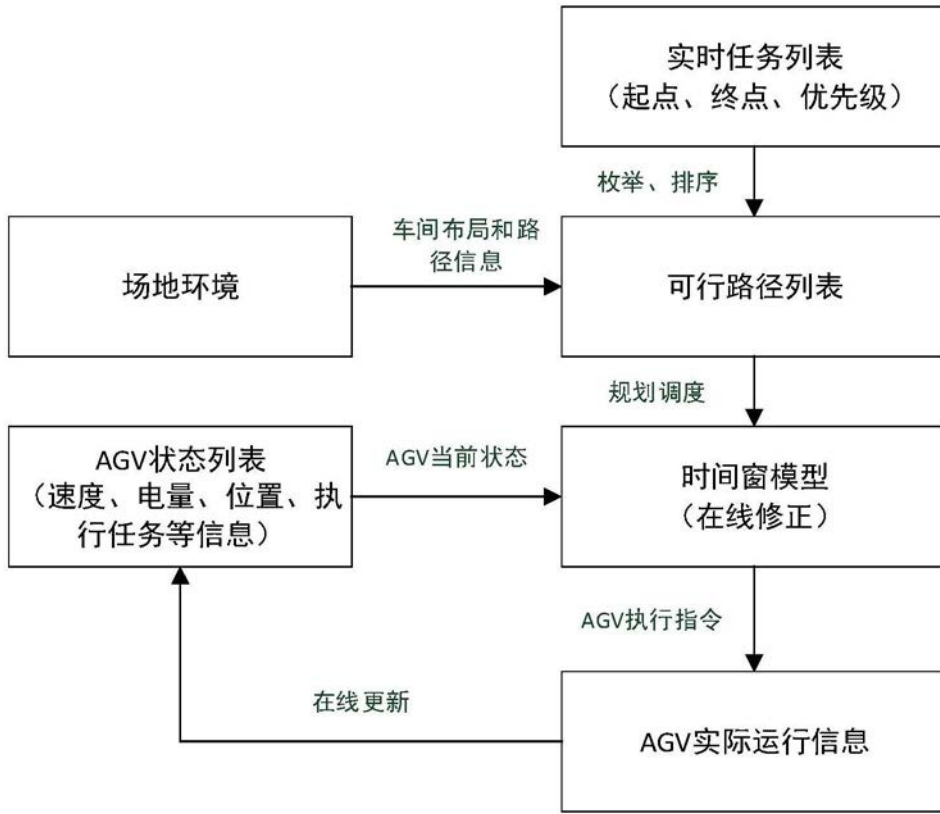 实时任务列表
（起点、终点、优先级）
枚举、排序
车间布局和路
径信息
场地环境
可行路径列表
规划调度
AGV状态列表
（速度、电量、位置、执
行任务等信息）
AGV当前状态
时间窗模型
（在线修正）
AGV执行指令
在线更新
AGV实际运行信息